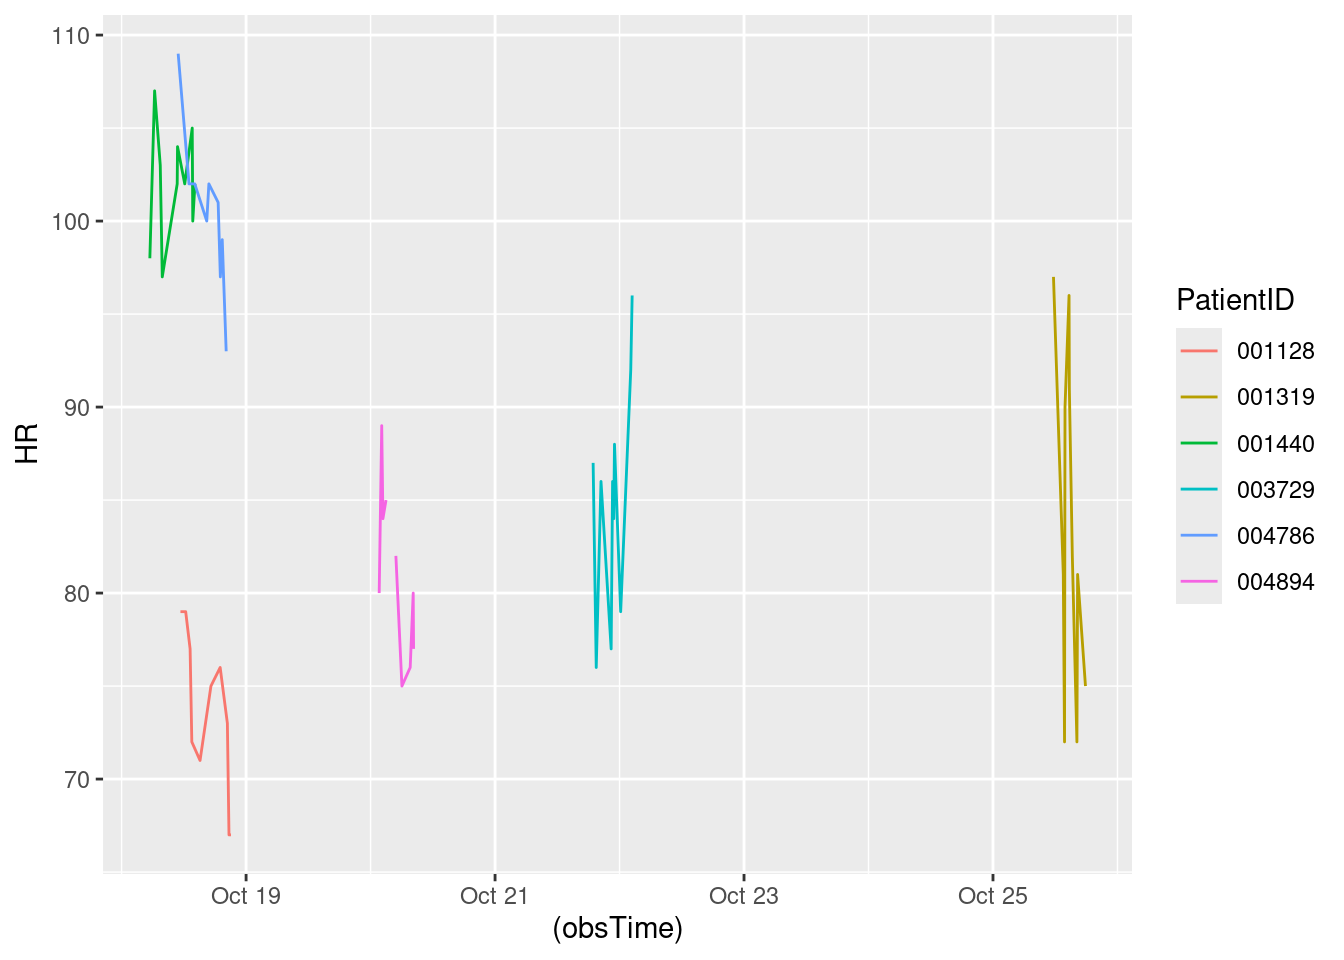 110
100
90
80
70
HR
Oct 19
Oct 21
Oct 23
Oct 25
(obsTime)
PatientID
001128
001319
001440
003729
004786
004894